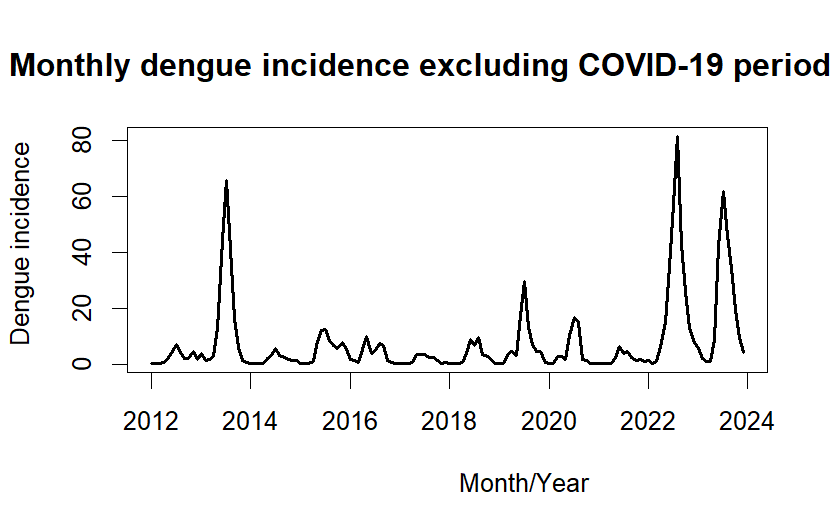 Monthly dengue incidence excluding COVID-19 period
Dengue incidence
80
60
40
20
0
2012 2014 2016 2018 2020 2022 2024
Month/Year